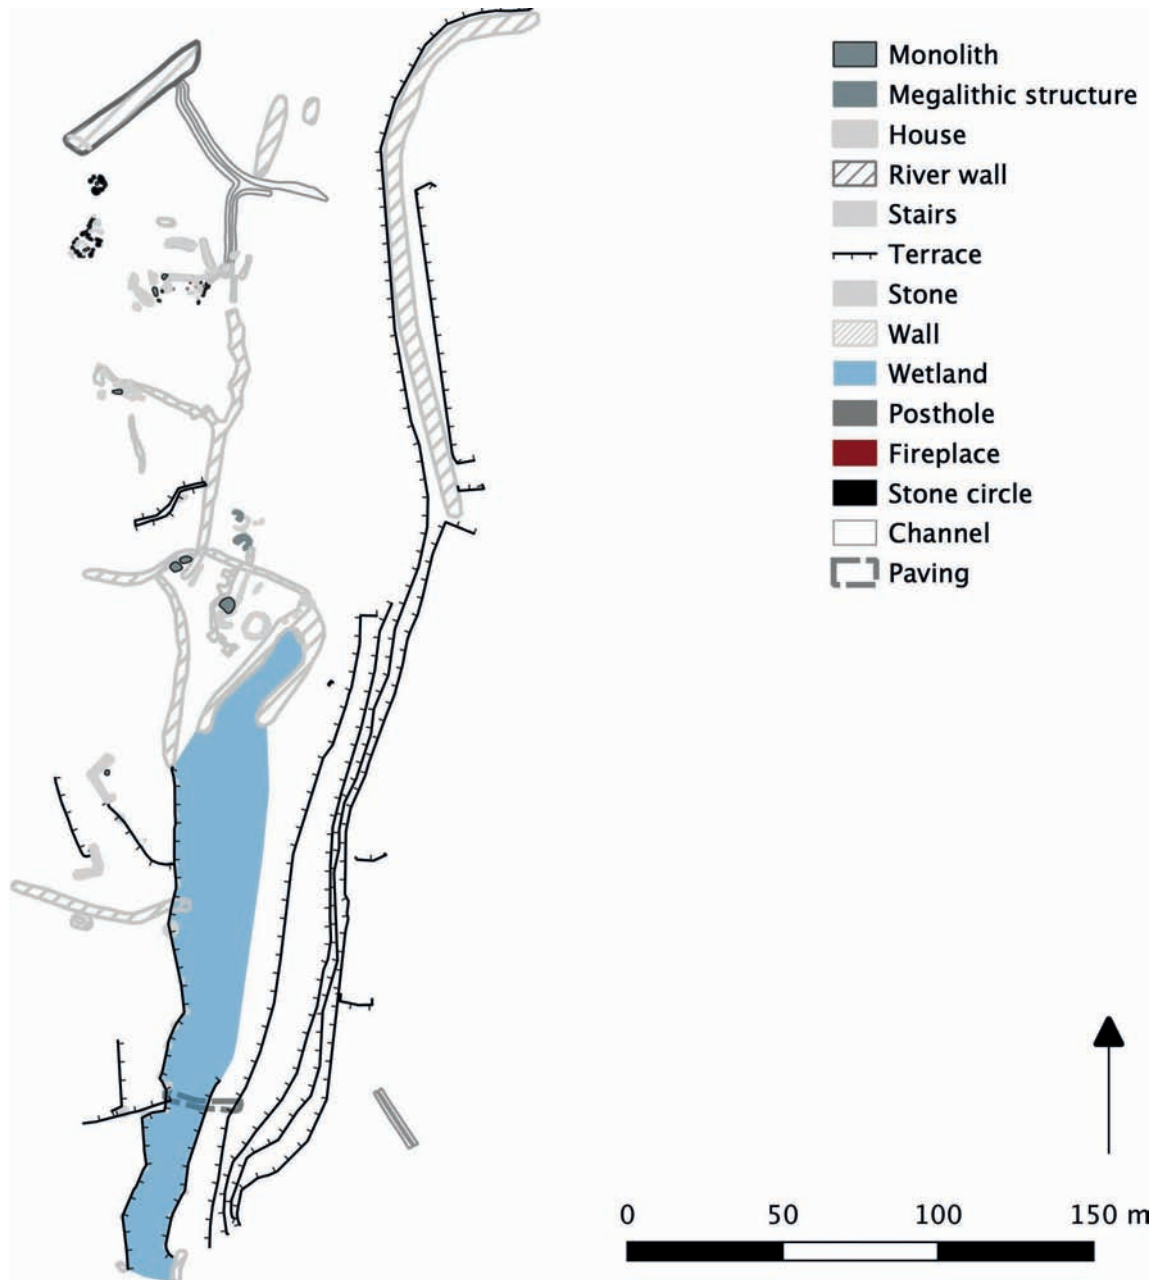 Monolith
Megalithic structure
House
River wall
Stairs
Terrace
Stone
Wall
Wetland
Posthole
Fireplace
Stone circle
Channel
Paving
0 50 100 150 m